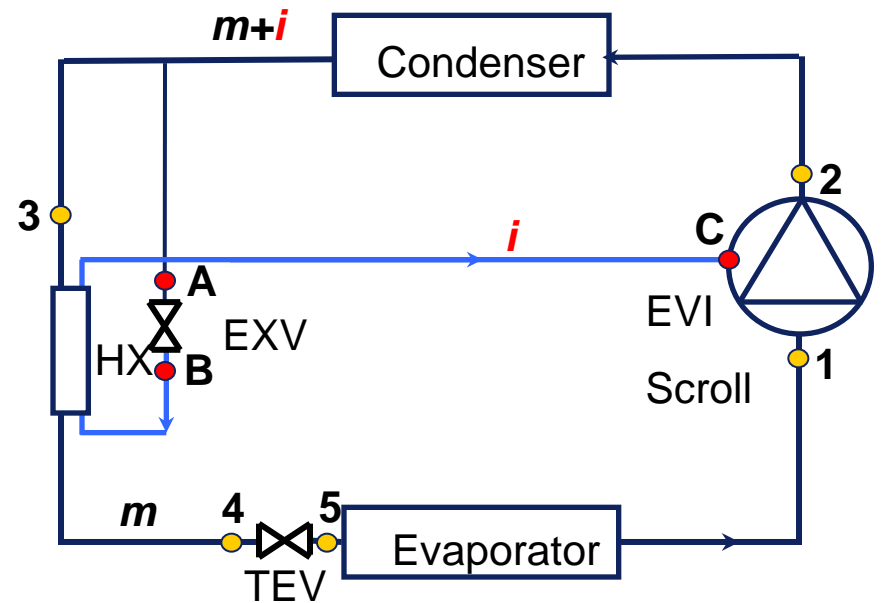 m+i
Condenser
2
3
C
i
A
EVI
EXV
HX
B
1
Scroll
m
4
5
Evaporator
TEV